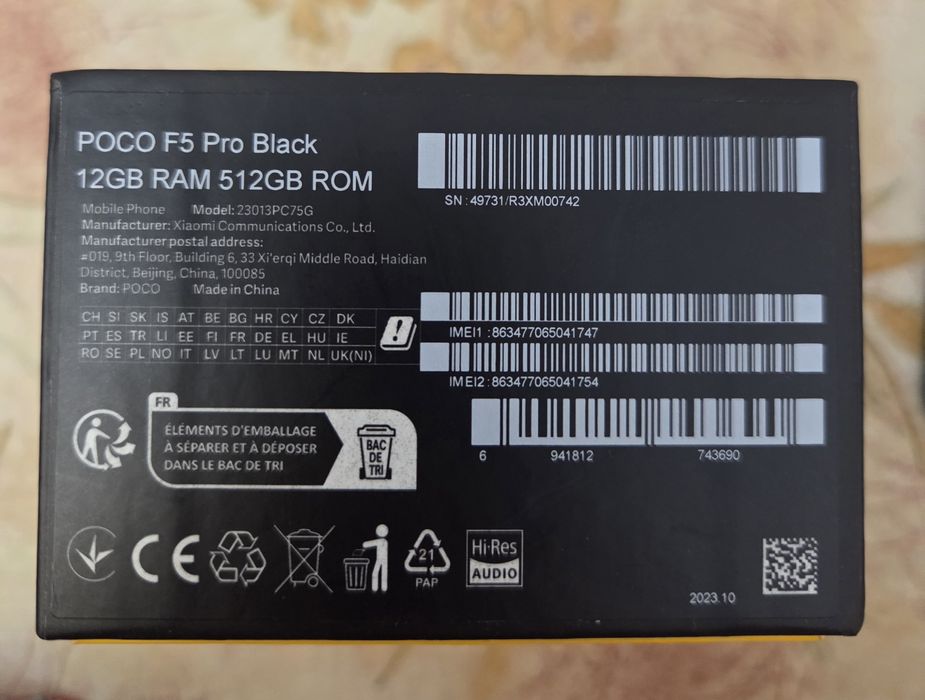 POCO F5 Pro Black
12GB RAM 512GB ROM
Mobile Phone Model: 23013PC75G
Manufacturer: Xiaomi Communications Co., Ltd.
Manufacturer postal address:
#019, 9th Floor, Building 6, 33 Xi'erqi Middle Road, Haidian
District, Beijing, China, 100085
Brand: POCO Made in China
CH SI SK IS AT BE BG HR CY CZ DK
PT ES TR LI EE FI FR DE EL HU IE
RO SE PL NO IT LV LT LU MT NL UK(NI)
SN : 49731/R3XM00742
IMEI1 : 863477065041747
IMEI2 : 863477065041754
6 941812 743690
FR
ÉLÉMENTS D'EMBALLAGE
À SÉPARER ET À DÉPOSER
DANS LE BAC DE TRI
BAC
DE
TRI
CE
21
PAP
Hi-Res
AUDIO
2023.10